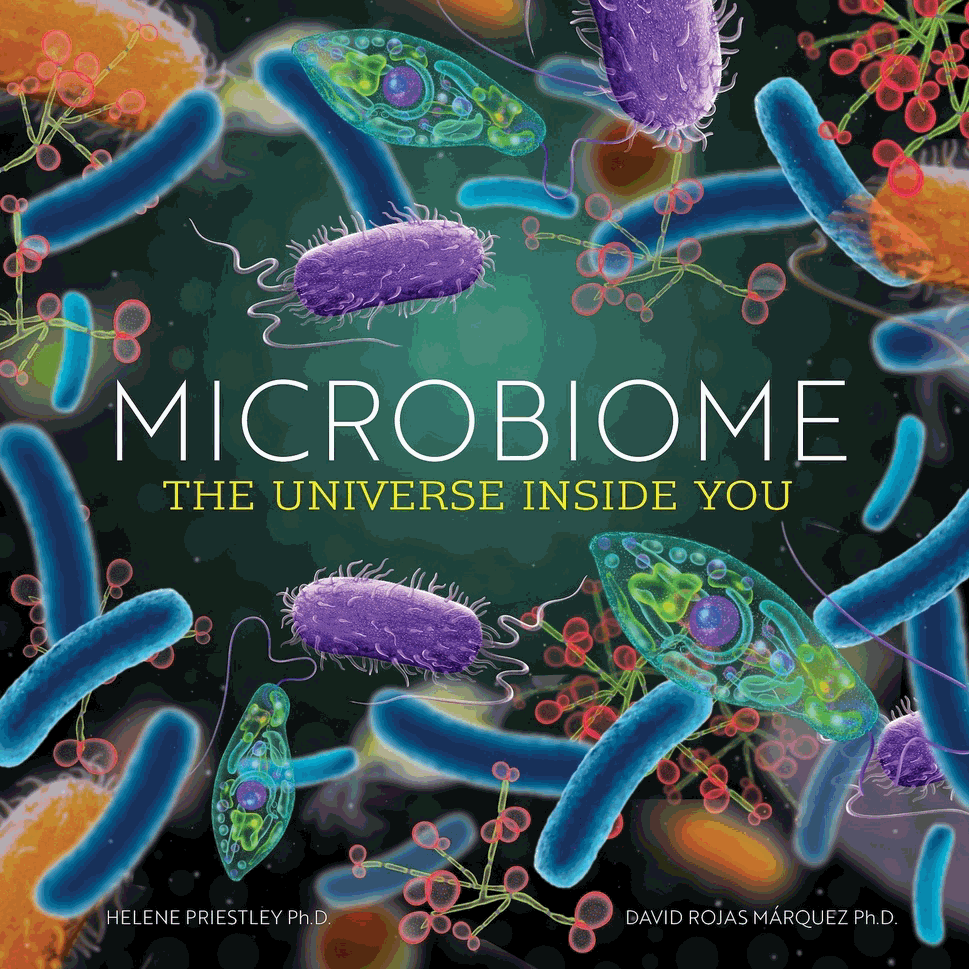 MICROBIOME
THE UNIVERSE INSIDE YOU
HELENE PRIESTLEY Ph.D.
DAVID ROJAS MÁRQUEZ Ph.D.